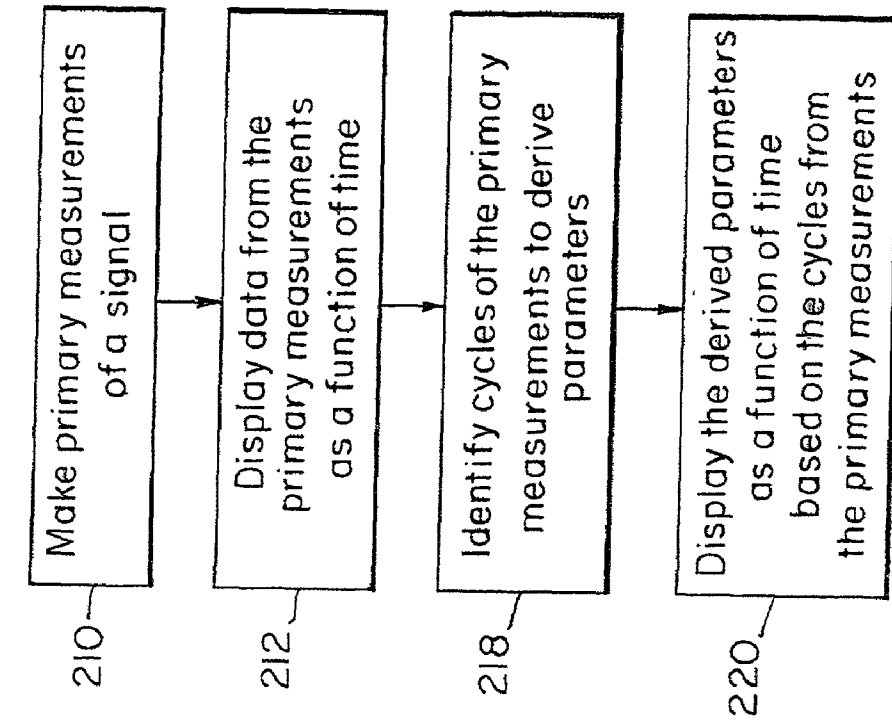 210
Make primary measurements
of a signal
212
Display data from the
primary measurements
as a function of time
218
Identify cycles of the primary
measurements to derive
parameters
220
Display the derived parameters
as a function of time
based on the cycles from
the primary measurements